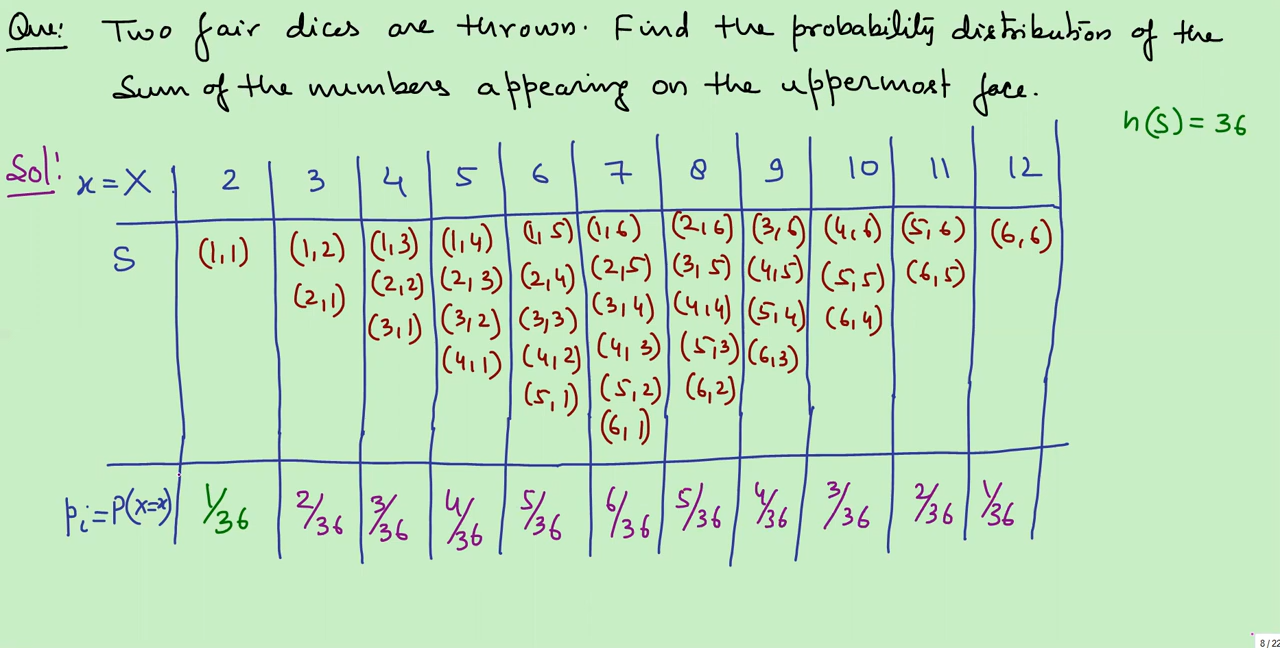 Que: Two fair dices are thrown. Find the probability distribution of the
Sum of the numbers appearing on the uppermost face.
n(S) = 36
Sol: x = X 2 3 4 5 6 7 8 9 10 11 12
S (1,1) (1,2) (1,3) (1,4) (1,5) (1,6) (2,6) (3,6) (4,6) (5,6) (6,6)
(2,1) (2,2) (2,3) (2,4) (2,5) (3,5) (4,5) (5,5) (6,5)
(3,1) (3,2) (3,3) (3,4) (4,4) (5,4) (6,4)
(4,1) (4,2) (4,3) (5,3) (6,3)
(5,1) (5,2) (6,2)
(6,1)
pi = P(X=x) 1/36 2/36 3/36 4/36 5/36 6/36 5/36 4/36 3/36 2/36 1/36
8 / 22